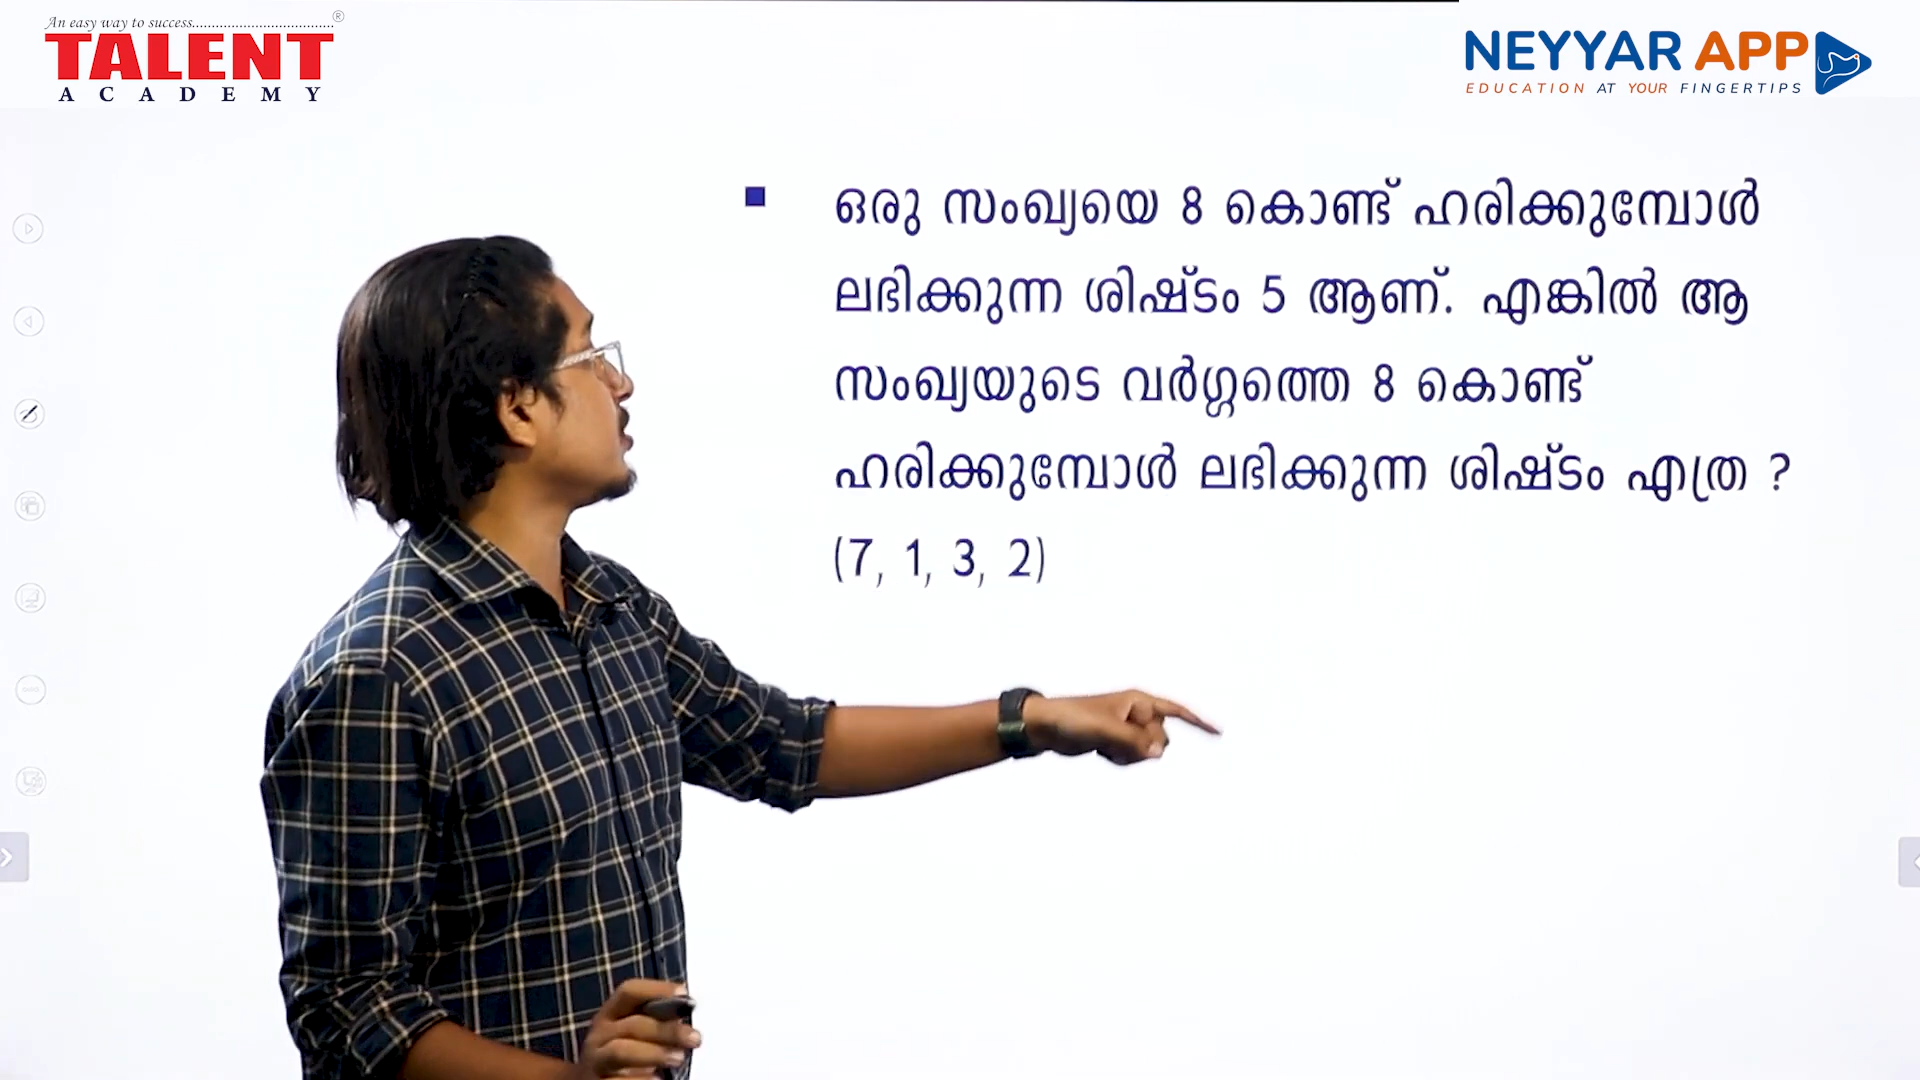 An easy way to success.................................... ®
TALENT
ACADEMY
NEYYAR APP
EDUCATION AT YOUR FINGERTIPS
ഒരു സംഖ്യയെ 8 കൊണ്ട് ഹരിക്കുമ്പോൾ
ലഭിക്കുന്ന ശിഷ്ടം 5 ആണ്. എങ്കിൽ ആ
സംഖ്യയുടെ വർഗ്ഗത്തെ 8 കൊണ്ട്
ഹരിക്കുമ്പോൾ ലഭിക്കുന്ന ശിഷ്ടം എത്ര ?
(7, 1, 3, 2)